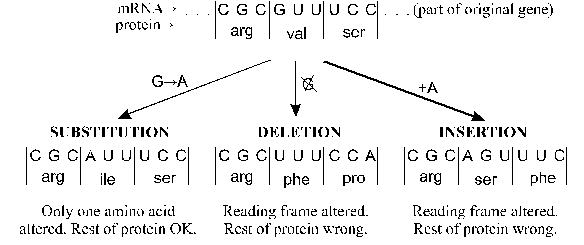 mRNA → . . . C G C G U U U C C . . . (part of original gene)
protein → arg val ser
G→A G +A
SUBSTITUTION DELETION INSERTION
C G C A U U U C C C G C U U U C C A C G C A G U U U C
arg ile ser arg phe pro arg ser phe
Only one amino acid Reading frame altered. Reading frame altered.
altered. Rest of protein OK. Rest of protein wrong. Rest of protein wrong.